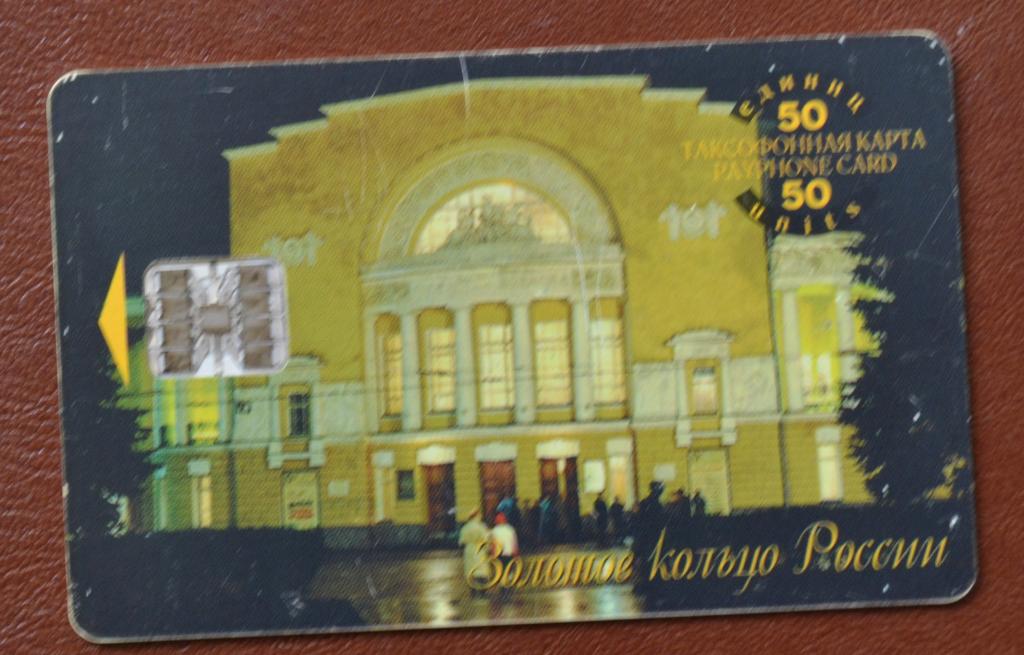 единиц
50
ТАКСОФОННАЯ КАРТА
PAYPHONE CARD
50
units
Золотое кольцо России